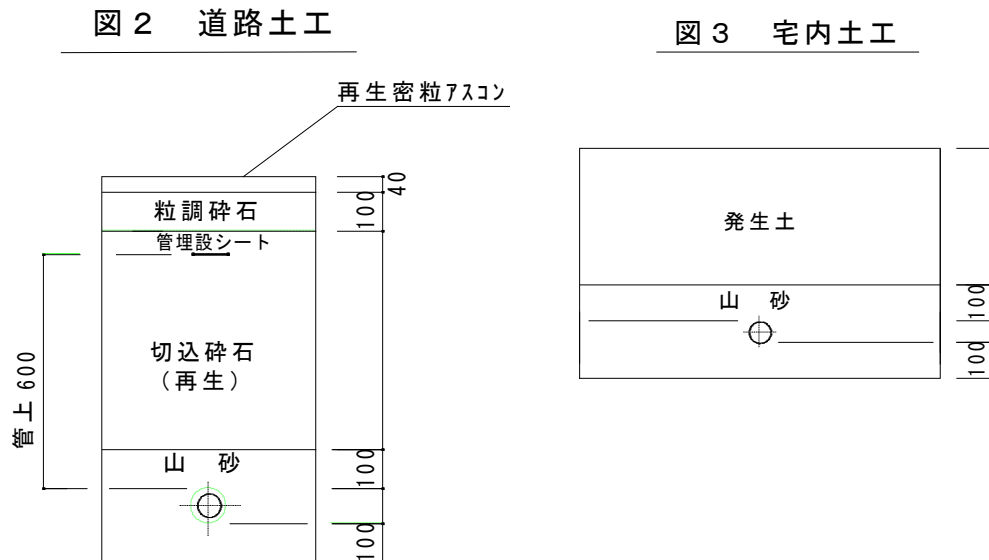 図２　道路土工
再生密粒ｱｽｺﾝ
40
粒調砕石
100
管埋設シート
切込砕石
（再生）
管上 600
山　砂
100
100
図３　宅内土工
発生土
山　砂
100
100